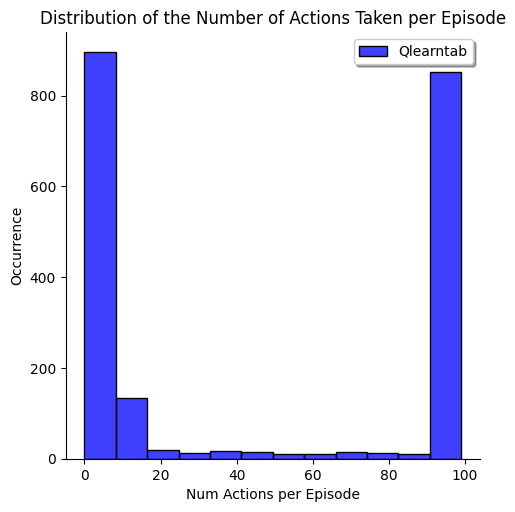 Distribution of the Number of Actions Taken per Episode
Qlearntab
800
600
400
200
0
Occurrence
0 20 40 60 80 100
Num Actions per Episode